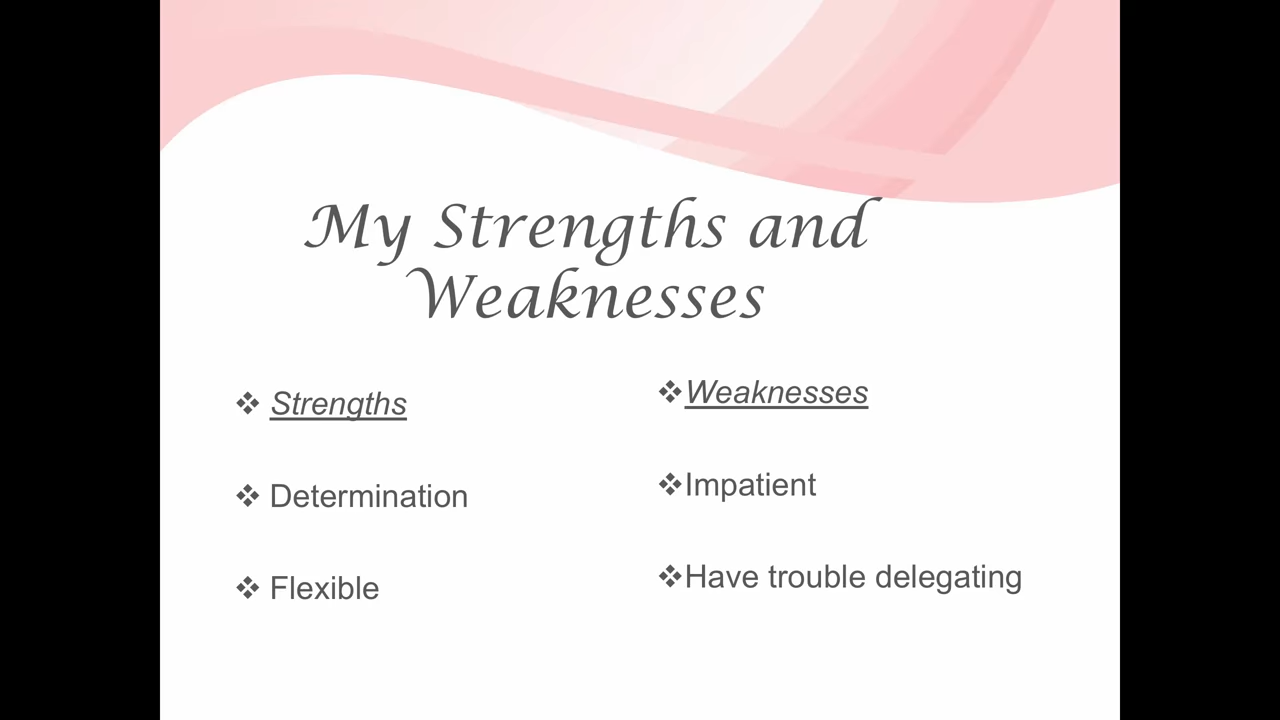 My Strengths and
Weaknesses
Strengths
Determination
Flexible
Weaknesses
Impatient
Have trouble delegating